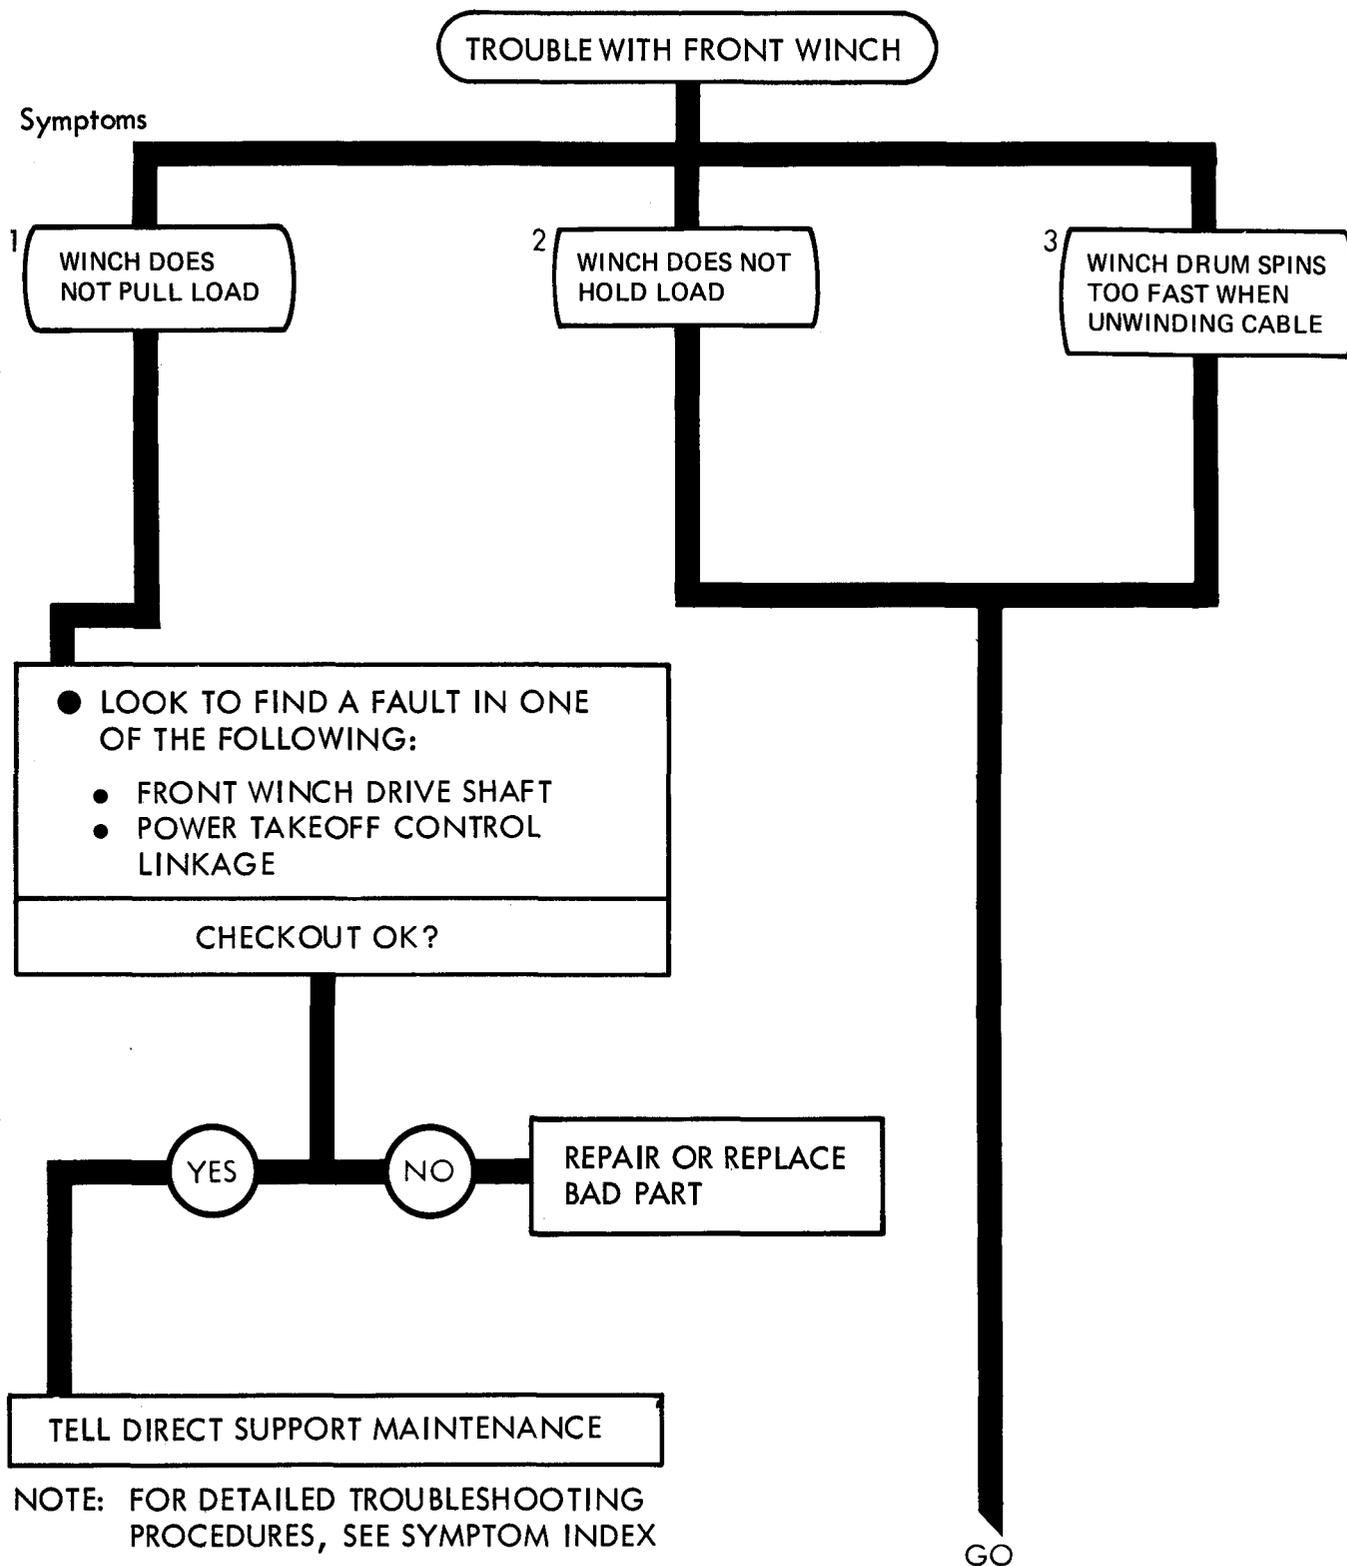 TROUBLE WITH FRONT WINCH
Symptoms
1
WINCH DOES
NOT PULL LOAD
2
WINCH DOES NOT
HOLD LOAD
3
WINCH DRUM SPINS
TOO FAST WHEN
UNWINDING CABLE
● LOOK TO FIND A FAULT IN ONE
OF THE FOLLOWING:
● FRONT WINCH DRIVE SHAFT
● POWER TAKEOFF CONTROL
LINKAGE
CHECKOUT OK?
YES
NO
REPAIR OR REPLACE
BAD PART
TELL DIRECT SUPPORT MAINTENANCE
NOTE: FOR DETAILED TROUBLESHOOTING
PROCEDURES, SEE SYMPTOM INDEX
GO